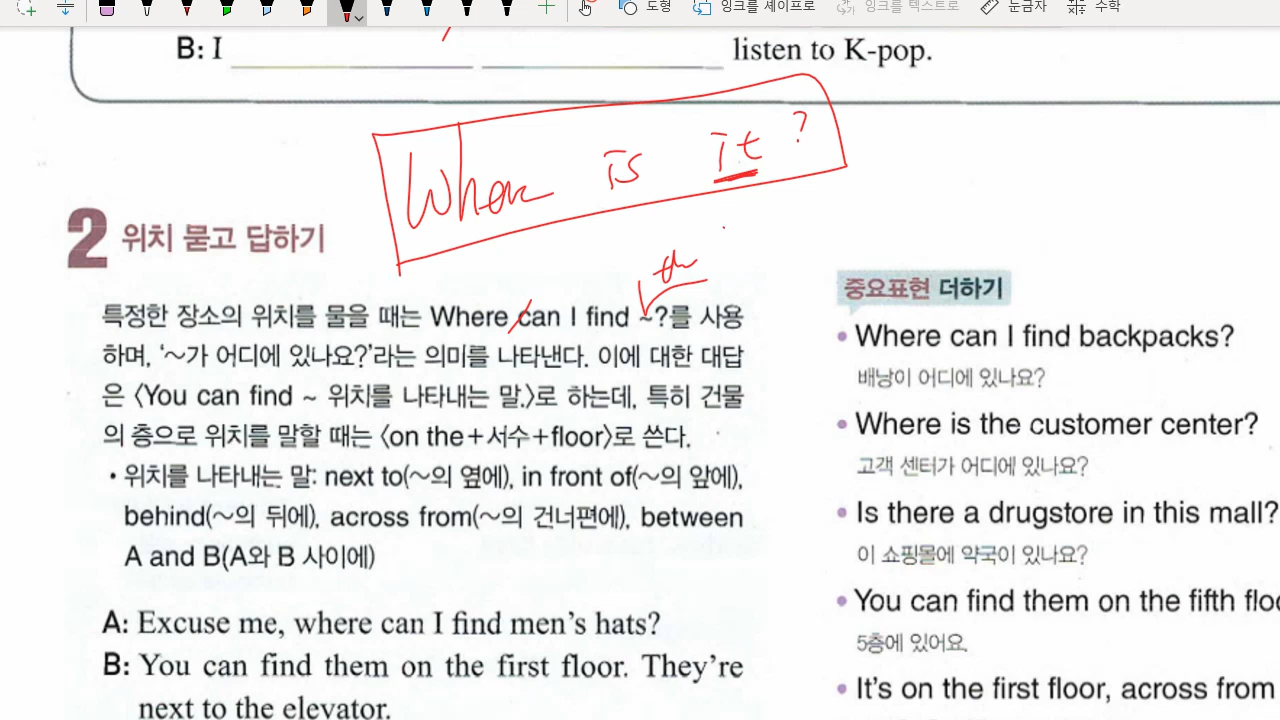 도형 잉크를 셰이프로 잉크를 텍스트로 눈금자 수학
B: I ____ ____ listen to K-pop.
Where is it ?
2 위치 묻고 답하기
특정한 장소의 위치를 물을 때는 Where can I find ~?를 사용
하며, ‘~가 어디에 있나요?’라는 의미를 나타낸다. 이에 대한 대답
은 〈You can find ~ 위치를 나타내는 말.〉로 하는데, 특히 건물
의 층으로 위치를 말할 때는 〈on the+서수+floor〉로 쓴다.
• 위치를 나타내는 말: next to(~의 옆에), in front of(~의 앞에),
behind(~의 뒤에), across from(~의 건너편에), between
A and B(A와 B 사이에)
A: Excuse me, where can I find men’s hats?
B: You can find them on the first floor. They’re
next to the elevator.
중요표현 더하기
• Where can I find backpacks?
배낭이 어디에 있나요?
• Where is the customer center?
고객 센터가 어디에 있나요?
• Is there a drugstore in this mall?
이 쇼핑몰에 약국이 있나요?
• You can find them on the fifth floo
5층에 있어요.
• It’s on the first floor, across from